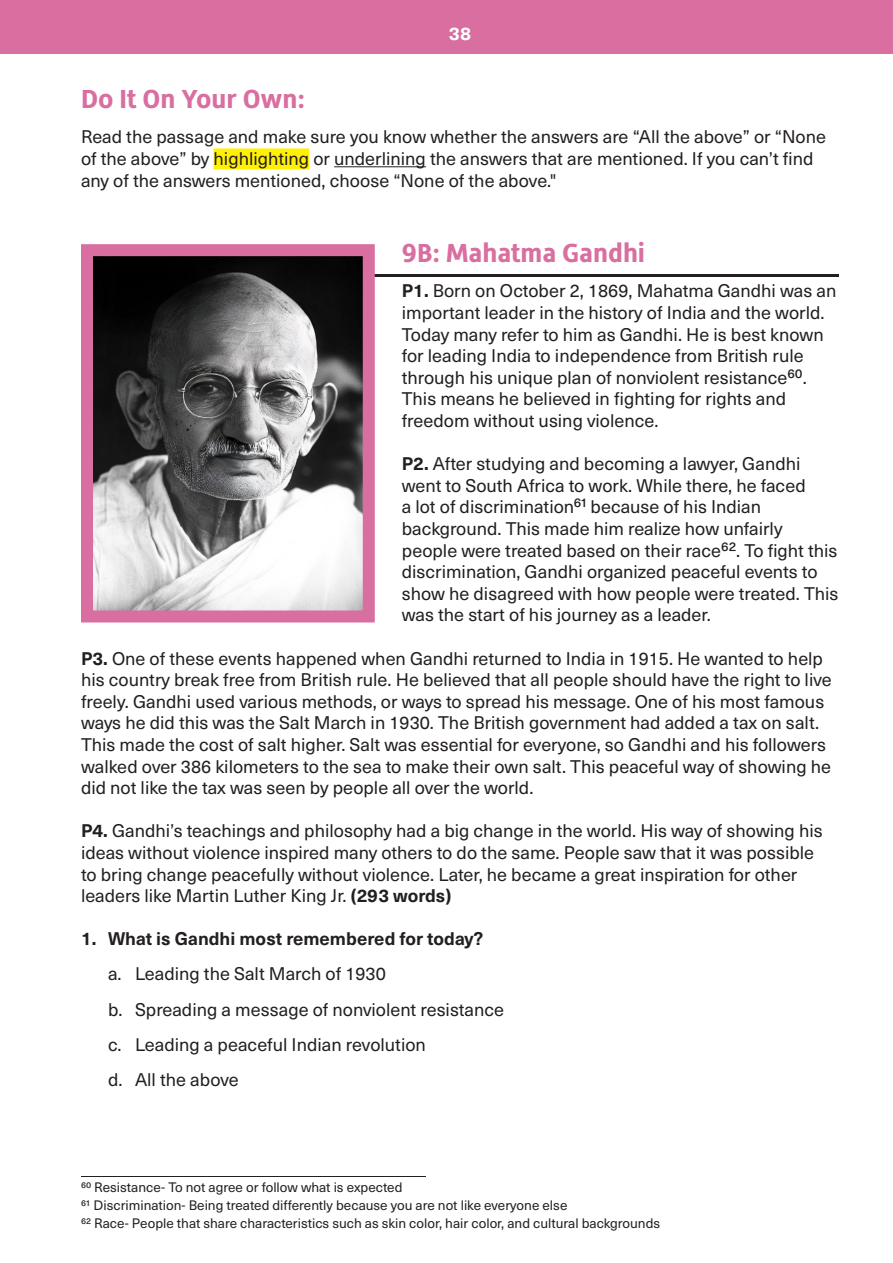 38
Do It On Your Own:
Read the passage and make sure you know whether the answers are “All the above” or “None
of the above” by highlighting or underlining the answers that are mentioned. If you can’t find
any of the answers mentioned, choose “None of the above."
9B: Mahatma Gandhi
P1. Born on October 2, 1869, Mahatma Gandhi was an
important leader in the history of India and the world.
Today many refer to him as Gandhi. He is best known
for leading India to independence from British rule
through his unique plan of nonviolent resistance⁶⁰.
This means he believed in fighting for rights and
freedom without using violence.
P2. After studying and becoming a lawyer, Gandhi
went to South Africa to work. While there, he faced
a lot of discrimination⁶¹ because of his Indian
background. This made him realize how unfairly
people were treated based on their race⁶². To fight this
discrimination, Gandhi organized peaceful events to
show he disagreed with how people were treated. This
was the start of his journey as a leader.
P3. One of these events happened when Gandhi returned to India in 1915. He wanted to help
his country break free from British rule. He believed that all people should have the right to live
freely. Gandhi used various methods, or ways to spread his message. One of his most famous
ways he did this was the Salt March in 1930. The British government had added a tax on salt.
This made the cost of salt higher. Salt was essential for everyone, so Gandhi and his followers
walked over 386 kilometers to the sea to make their own salt. This peaceful way of showing he
did not like the tax was seen by people all over the world.
P4. Gandhi’s teachings and philosophy had a big change in the world. His way of showing his
ideas without violence inspired many others to do the same. People saw that it was possible
to bring change peacefully without violence. Later, he became a great inspiration for other
leaders like Martin Luther King Jr. (293 words)
1. What is Gandhi most remembered for today?
a. Leading the Salt March of 1930
b. Spreading a message of nonviolent resistance
c. Leading a peaceful Indian revolution
d. All the above
⁶⁰ Resistance- To not agree or follow what is expected
⁶¹ Discrimination- Being treated differently because you are not like everyone else
⁶² Race- People that share characteristics such as skin color, hair color, and cultural backgrounds